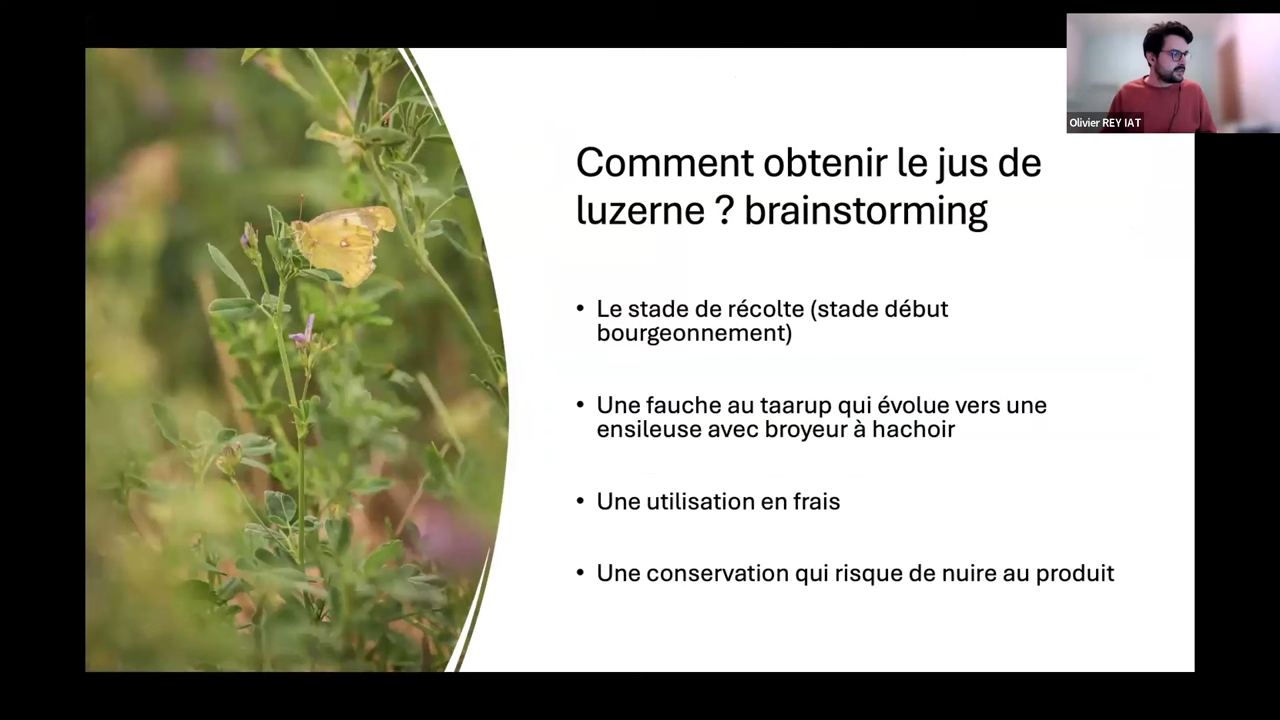 Olivier REY IAT
Comment obtenir le jus de
luzerne ? brainstorming
• Le stade de récolte (stade début
bourgeonnement)
• Une fauche au taarup qui évolue vers une
ensileuse avec broyeur à hachoir
• Une utilisation en frais
• Une conservation qui risque de nuire au produit